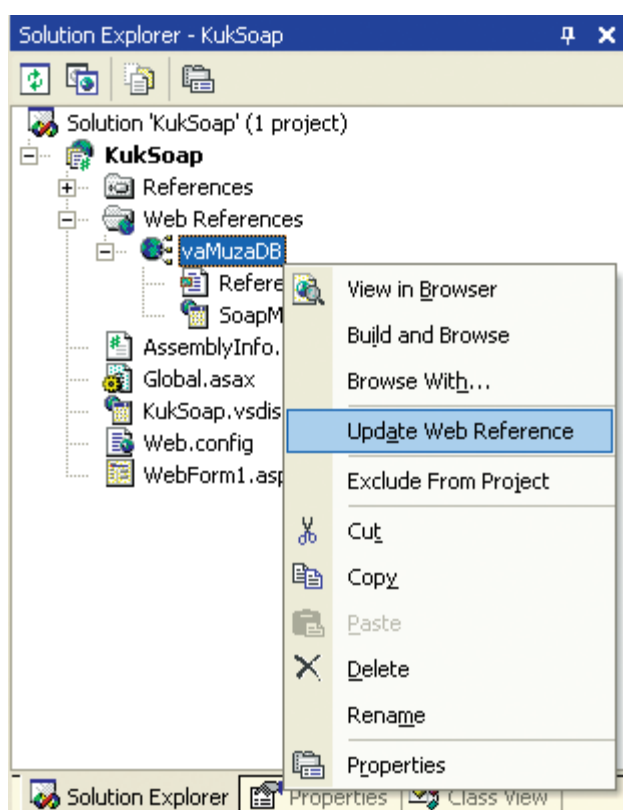 Solution Explorer - KukSoap
Solution 'KukSoap' (1 project)
KukSoap
References
Web References
vaMuzaDB
Refere
SoapM
AssemblyInfo.
Global.asax
KukSoap.vsdis
Web.config
WebForm1.asp
View in Browser
Build and Browse
Browse With...
Update Web Reference
Exclude From Project
Cut
Copy
Paste
Delete
Rename
Properties
Solution Explorer Properties Class View